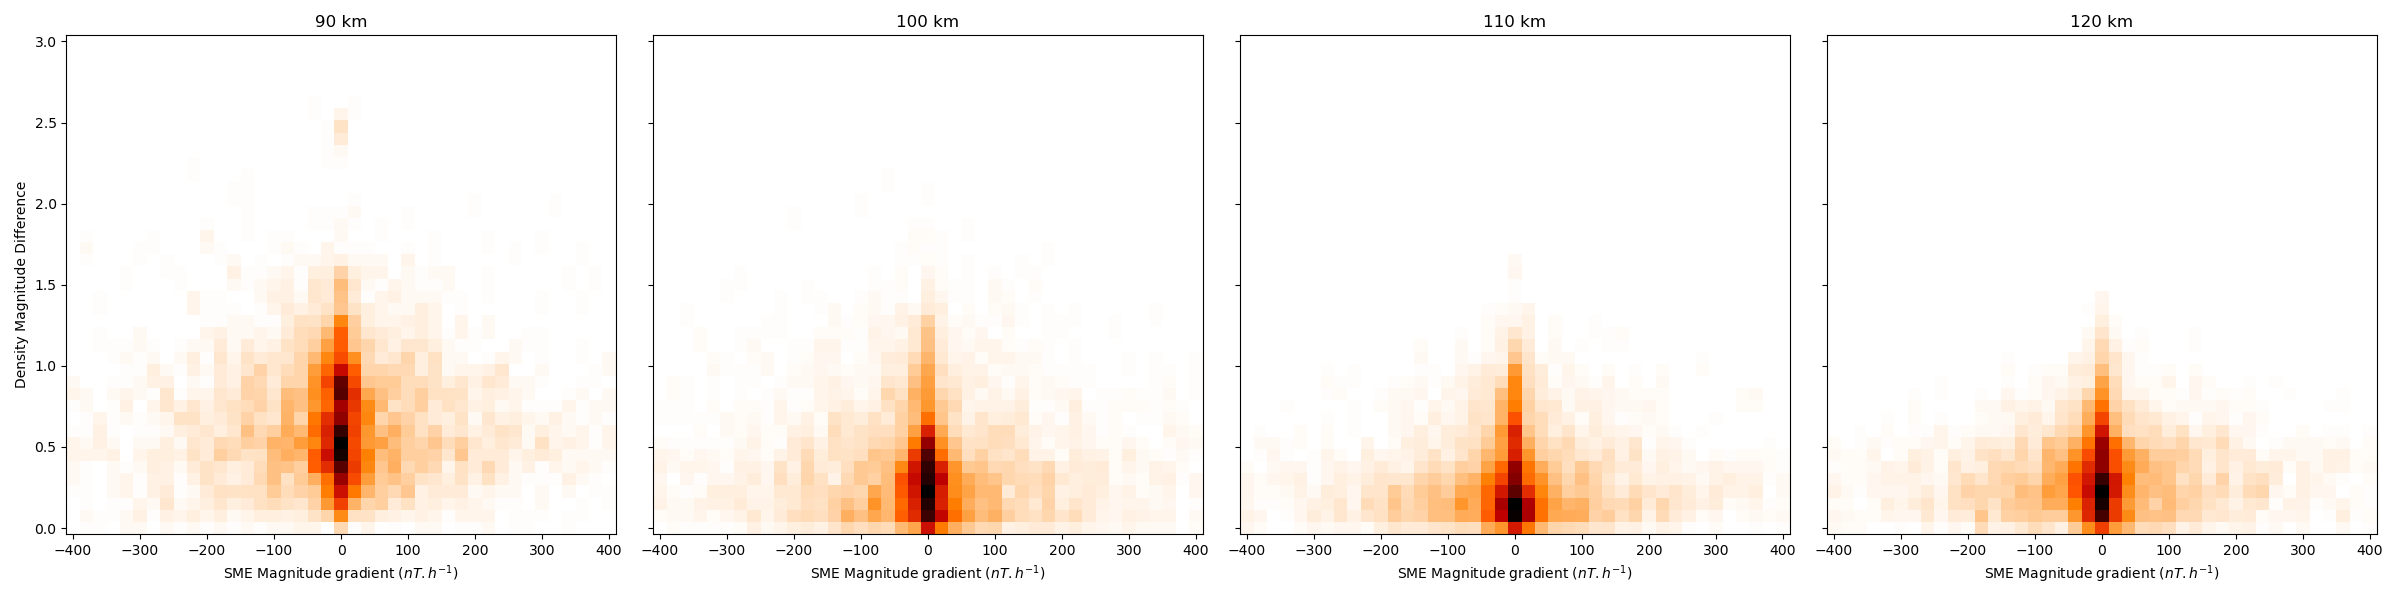 90 km
100 km
110 km
120 km
Density Magnitude Difference
3.0
2.5
2.0
1.5
1.0
0.5
0.0
−400 −300 −200 −100 0 100 200 300 400
−400 −300 −200 −100 0 100 200 300 400
−400 −300 −200 −100 0 100 200 300 400
−400 −300 −200 −100 0 100 200 300 400
SME Magnitude gradient (nT.h⁻¹)
SME Magnitude gradient (nT.h⁻¹)
SME Magnitude gradient (nT.h⁻¹)
SME Magnitude gradient (nT.h⁻¹)